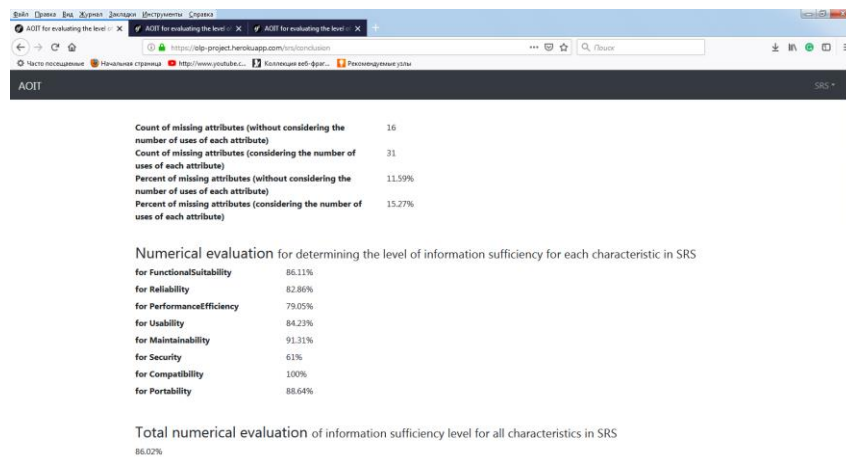 Файл Правка Вид Журнал Закладки Инструменты Справка
AOIT for evaluating the level of X AOIT for evaluating the level of X AOIT for evaluating the level of X +
https://olp-project.herokuapp.com/srs/conclusion Поиск
Часто посещаемые Начальная страница http://www.youtube.c... Коллекция веб-фраг... Рекомендуемые узлы
AOIT SRS
Count of missing attributes (without considering the 16
number of uses of each attribute)
Count of missing attributes (considering the number of 31
uses of each attribute)
Percent of missing attributes (without considering the 11.59%
number of uses of each attribute)
Percent of missing attributes (considering the number of 15.27%
uses of each attribute)
Numerical evaluation for determining the level of information sufficiency for each characteristic in SRS
for FunctionalSuitability 86.11%
for Reliability 82.86%
for PerformanceEfficiency 79.05%
for Usability 84.23%
for Maintainability 91.31%
for Security 61%
for Compatibility 100%
for Portability 88.64%
Total numerical evaluation of information sufficiency level for all characteristics in SRS
86.02%